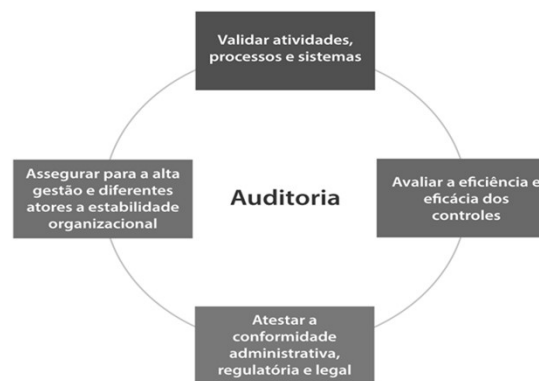 Validar atividades,
processos e sistemas
Assegurar para a alta
gestão e diferentes
atores a estabilidade
organizacional
Auditoria
Avaliar a eficiência e
eficácia dos
controles
Atestar a
conformidade
administrativa,
regulatória e legal